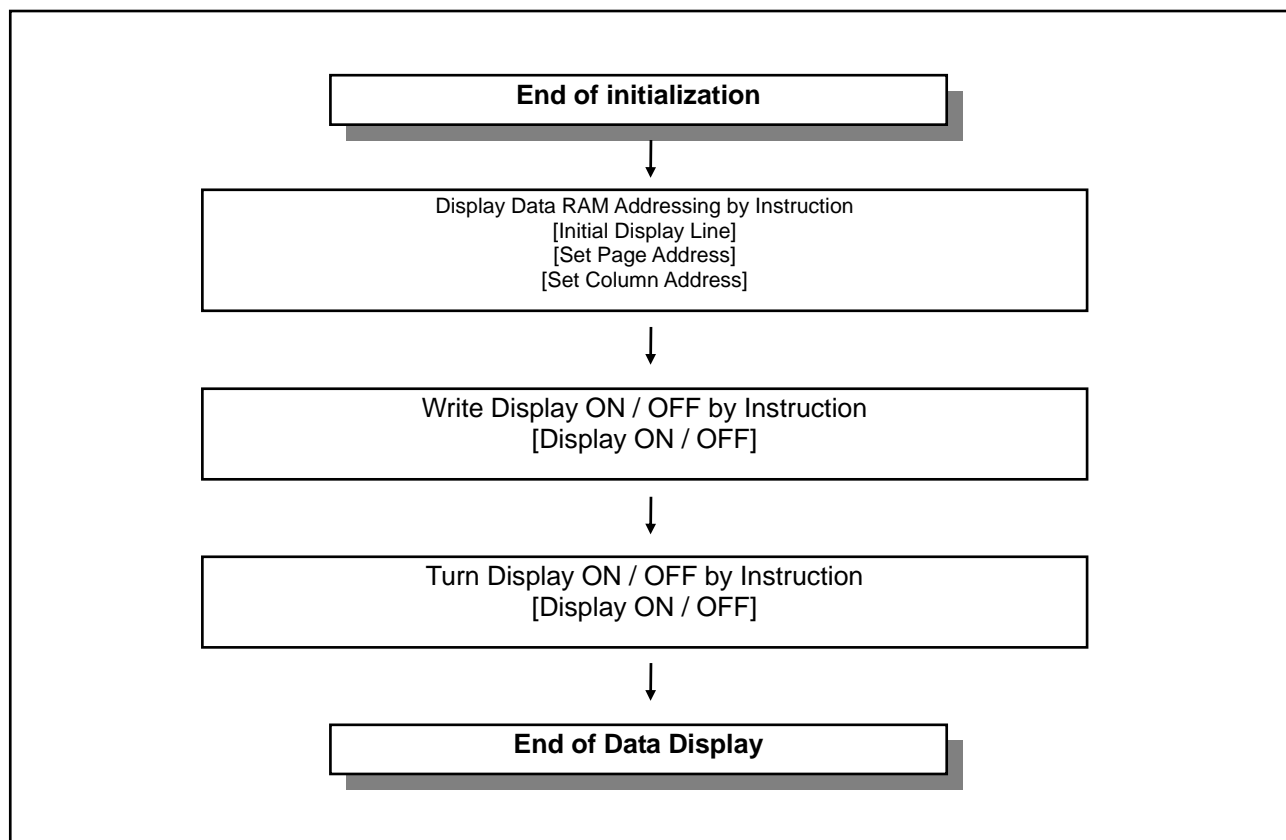 End of initialization
Display Data RAM Addressing by Instruction
[Initial Display Line]
[Set Page Address]
[Set Column Address]
Write Display ON / OFF by Instruction
[Display ON / OFF]
Turn Display ON / OFF by Instruction
[Display ON / OFF]
End of Data Display